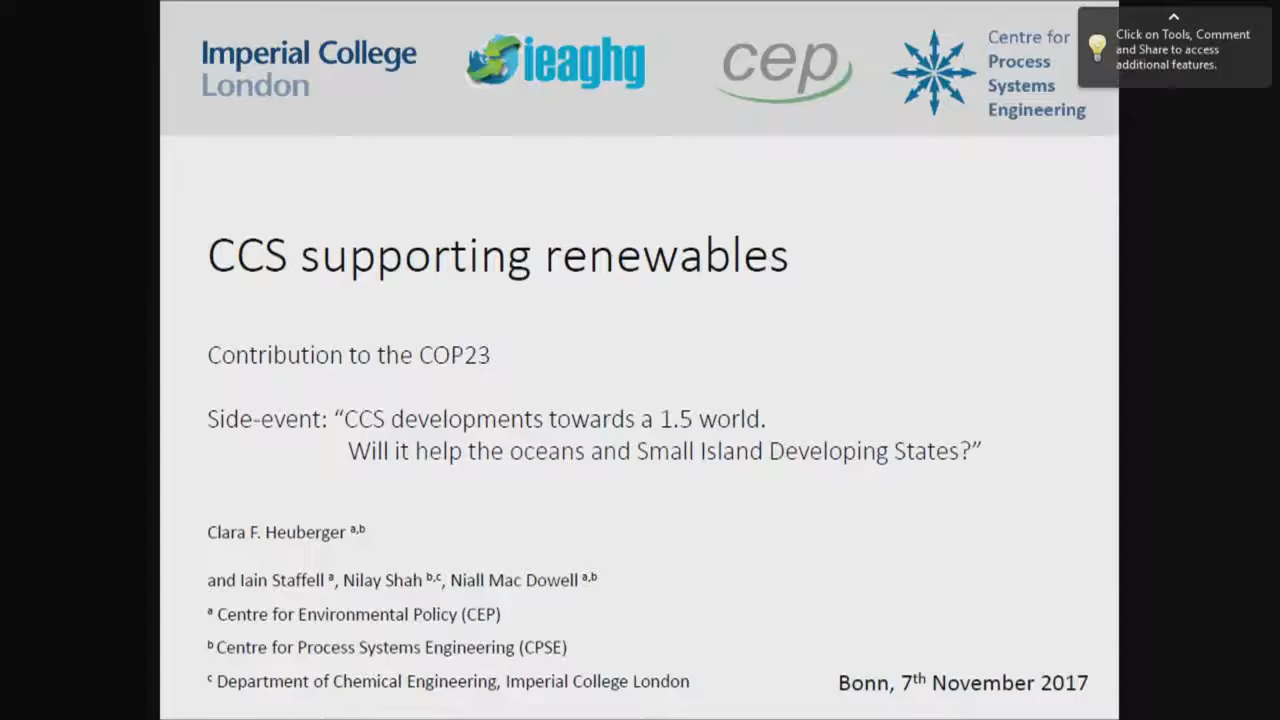 Imperial College
London
ieaghg
cep
Centre for
Process
Systems
Engineering
Click on Tools, Comment
and Share to access
additional features.
CCS supporting renewables
Contribution to the COP23
Side-event: “CCS developments towards a 1.5 world.
Will it help the oceans and Small Island Developing States?”
Clara F. Heuberger a,b
and Iain Staffell a, Nilay Shah b,c, Niall Mac Dowell a,b
a Centre for Environmental Policy (CEP)
b Centre for Process Systems Engineering (CPSE)
c Department of Chemical Engineering, Imperial College London
Bonn, 7th November 2017